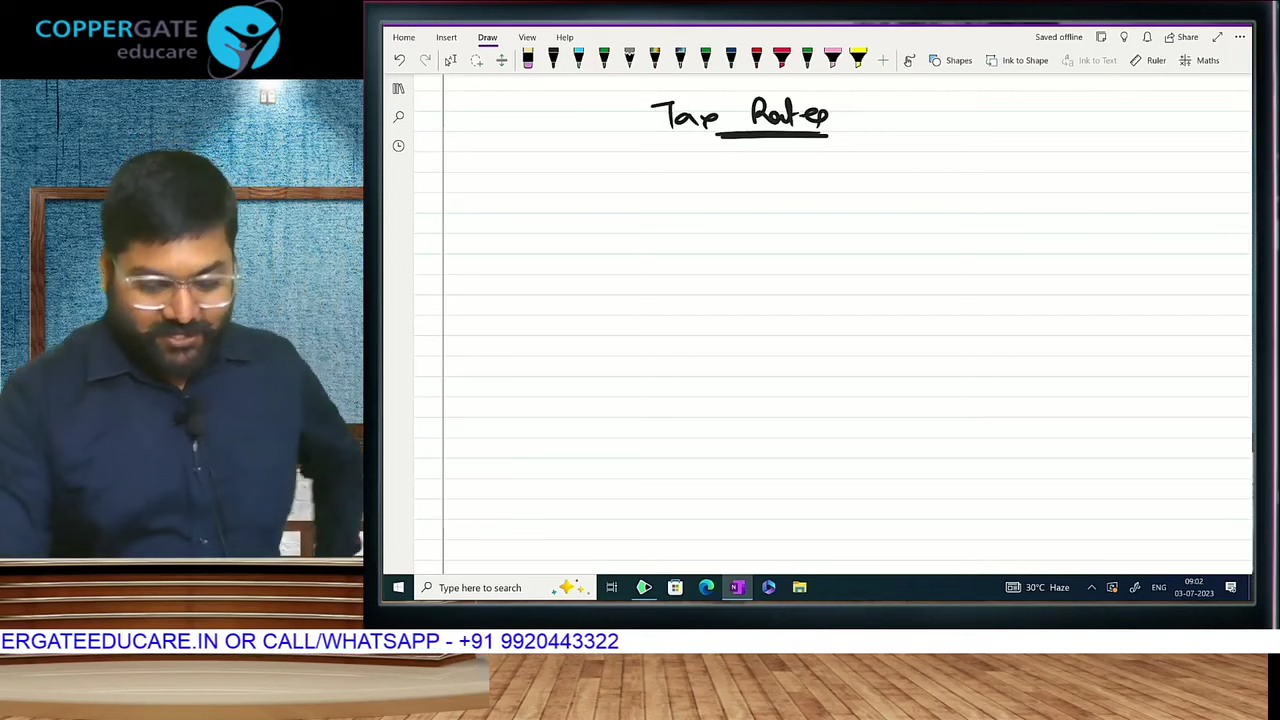 COPPERGATE
educare
Home Insert Draw View Help
Saved offline
Share
Shapes
Ink to Shape
Ink to Text
Ruler
Maths
Tax Rates
Type here to search
30°C Haze
ENG
09:02
03-07-2023
ERGATEEDUCARE.IN OR CALL/WHATSAPP - +91 9920443322